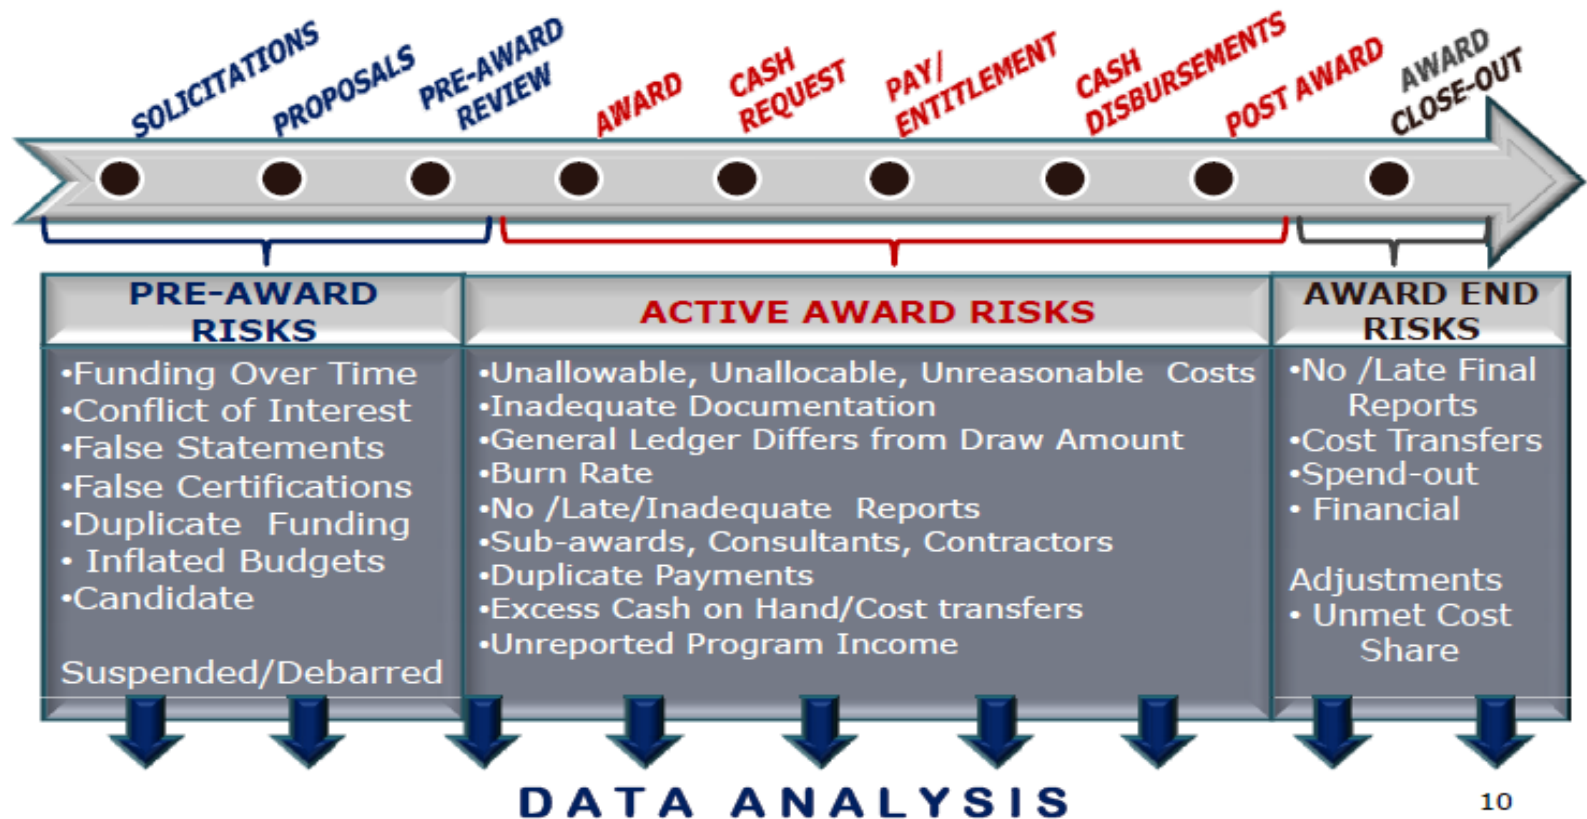 SOLICITATIONS
PROPOSALS
PRE-AWARD
REVIEW
AWARD
CASH
REQUEST
PAY/
ENTITLEMENT
CASH
DISBURSEMENTS
POST AWARD
AWARD
CLOSE-OUT
PRE-AWARD
RISKS
•Funding Over Time
•Conflict of Interest
•False Statements
•False Certifications
•Duplicate Funding
• Inflated Budgets
•Candidate
Suspended/Debarred
ACTIVE AWARD RISKS
•Unallowable, Unallocable, Unreasonable Costs
•Inadequate Documentation
•General Ledger Differs from Draw Amount
•Burn Rate
•No /Late/Inadequate Reports
•Sub-awards, Consultants, Contractors
•Duplicate Payments
•Excess Cash on Hand/Cost transfers
•Unreported Program Income
AWARD END
RISKS
•No /Late Final
Reports
•Cost Transfers
•Spend-out
• Financial
Adjustments
• Unmet Cost
Share
DATA ANALYSIS
10